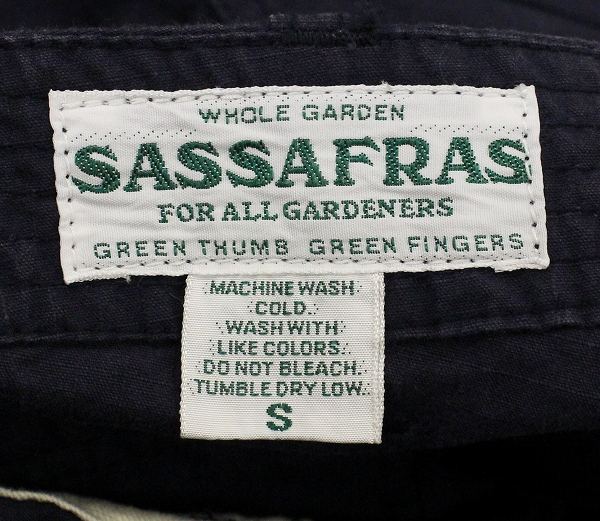 WHOLE GARDEN
SASSAFRAS
FOR ALL GARDENERS
GREEN THUMB GREEN FINGERS
MACHINE WASH
COLD.
WASH WITH
LIKE COLORS.
DO NOT BLEACH.
TUMBLE DRY LOW.
S